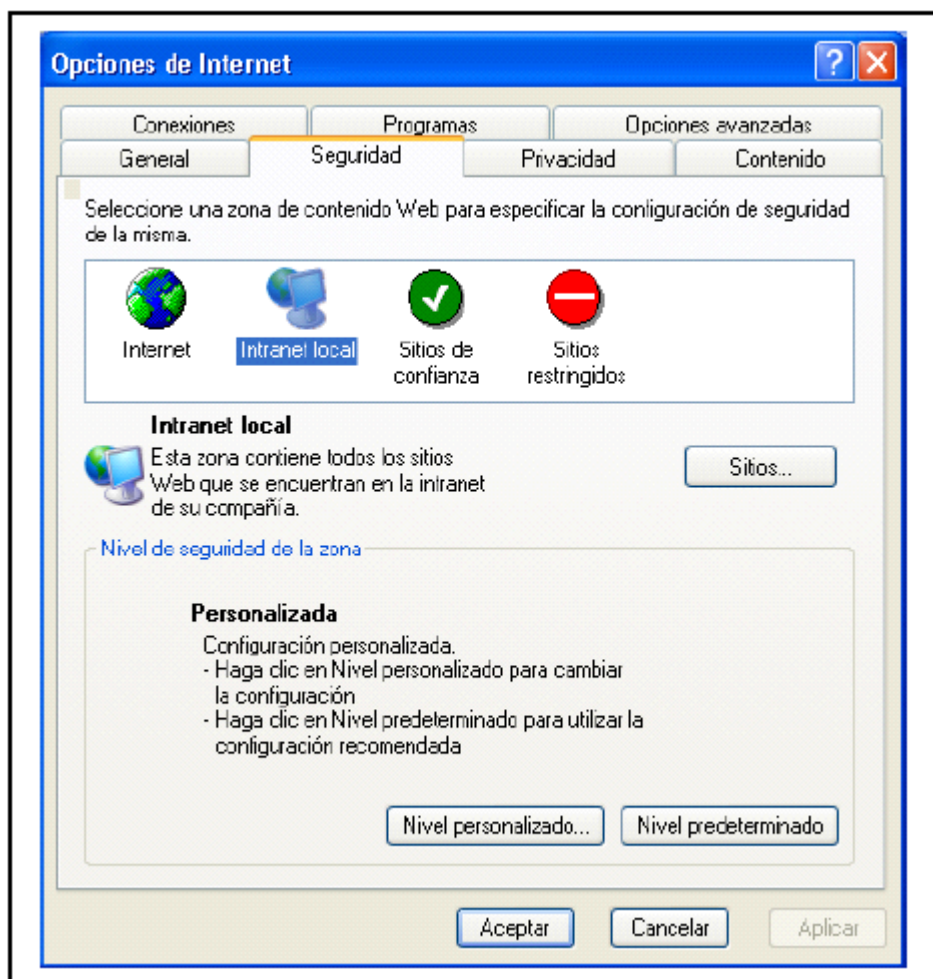 Opciones de Internet
Conexiones
Programas
Opciones avanzadas
General
Seguridad
Privacidad
Contenido
Seleccione una zona de contenido Web para especificar la configuración de seguridad
de la misma.
Internet
Intranet local
Sitios de
confianza
Sitios
restringidos
Intranet local
Esta zona contiene todos los sitios
Web que se encuentran en la intranet
de su compañía.
Sitios...
Nivel de seguridad de la zona
Personalizada
Configuración personalizada.
- Haga clic en Nivel personalizado para cambiar
la configuración
- Haga clic en Nivel predeterminado para utilizar la
configuración recomendada
Nivel personalizado...
Nivel predeterminado
Aceptar
Cancelar
Aplicar